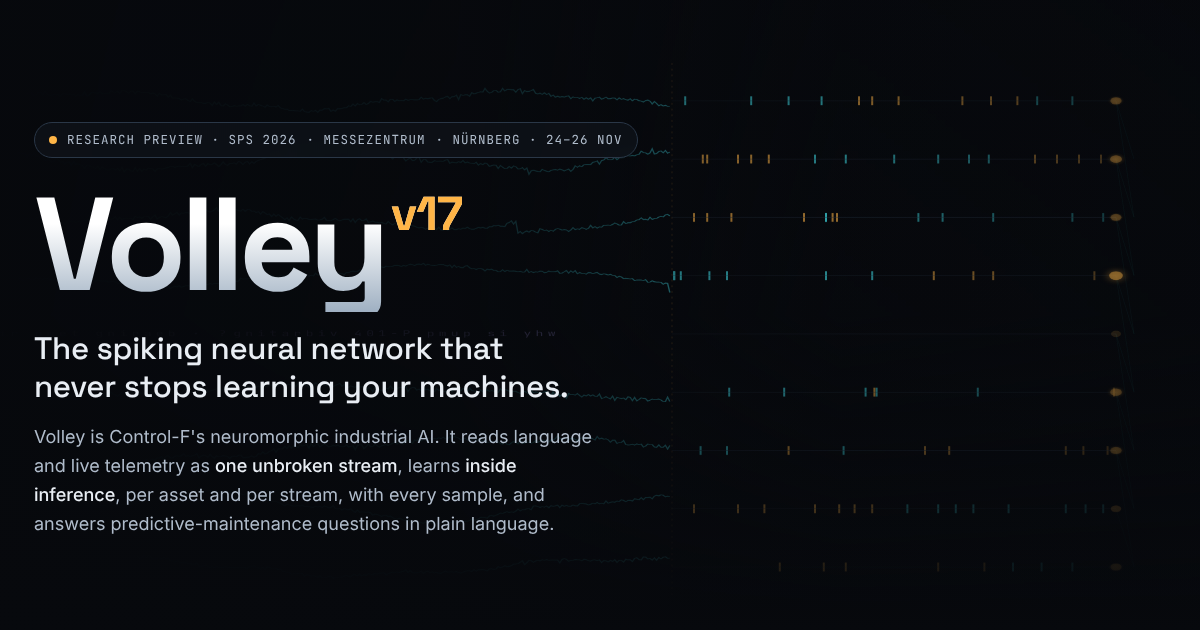 RESEARCH PREVIEW · SPS 2026 · MESSEZENTRUM · NÜRNBERG · 24–26 NOV
Volley v17
The spiking neural network that
never stops learning your machines.
Volley is Control-F's neuromorphic industrial AI. It reads language
and live telemetry as one unbroken stream, learns inside
inference, per asset and per stream, with every sample, and
answers predictive-maintenance questions in plain language.